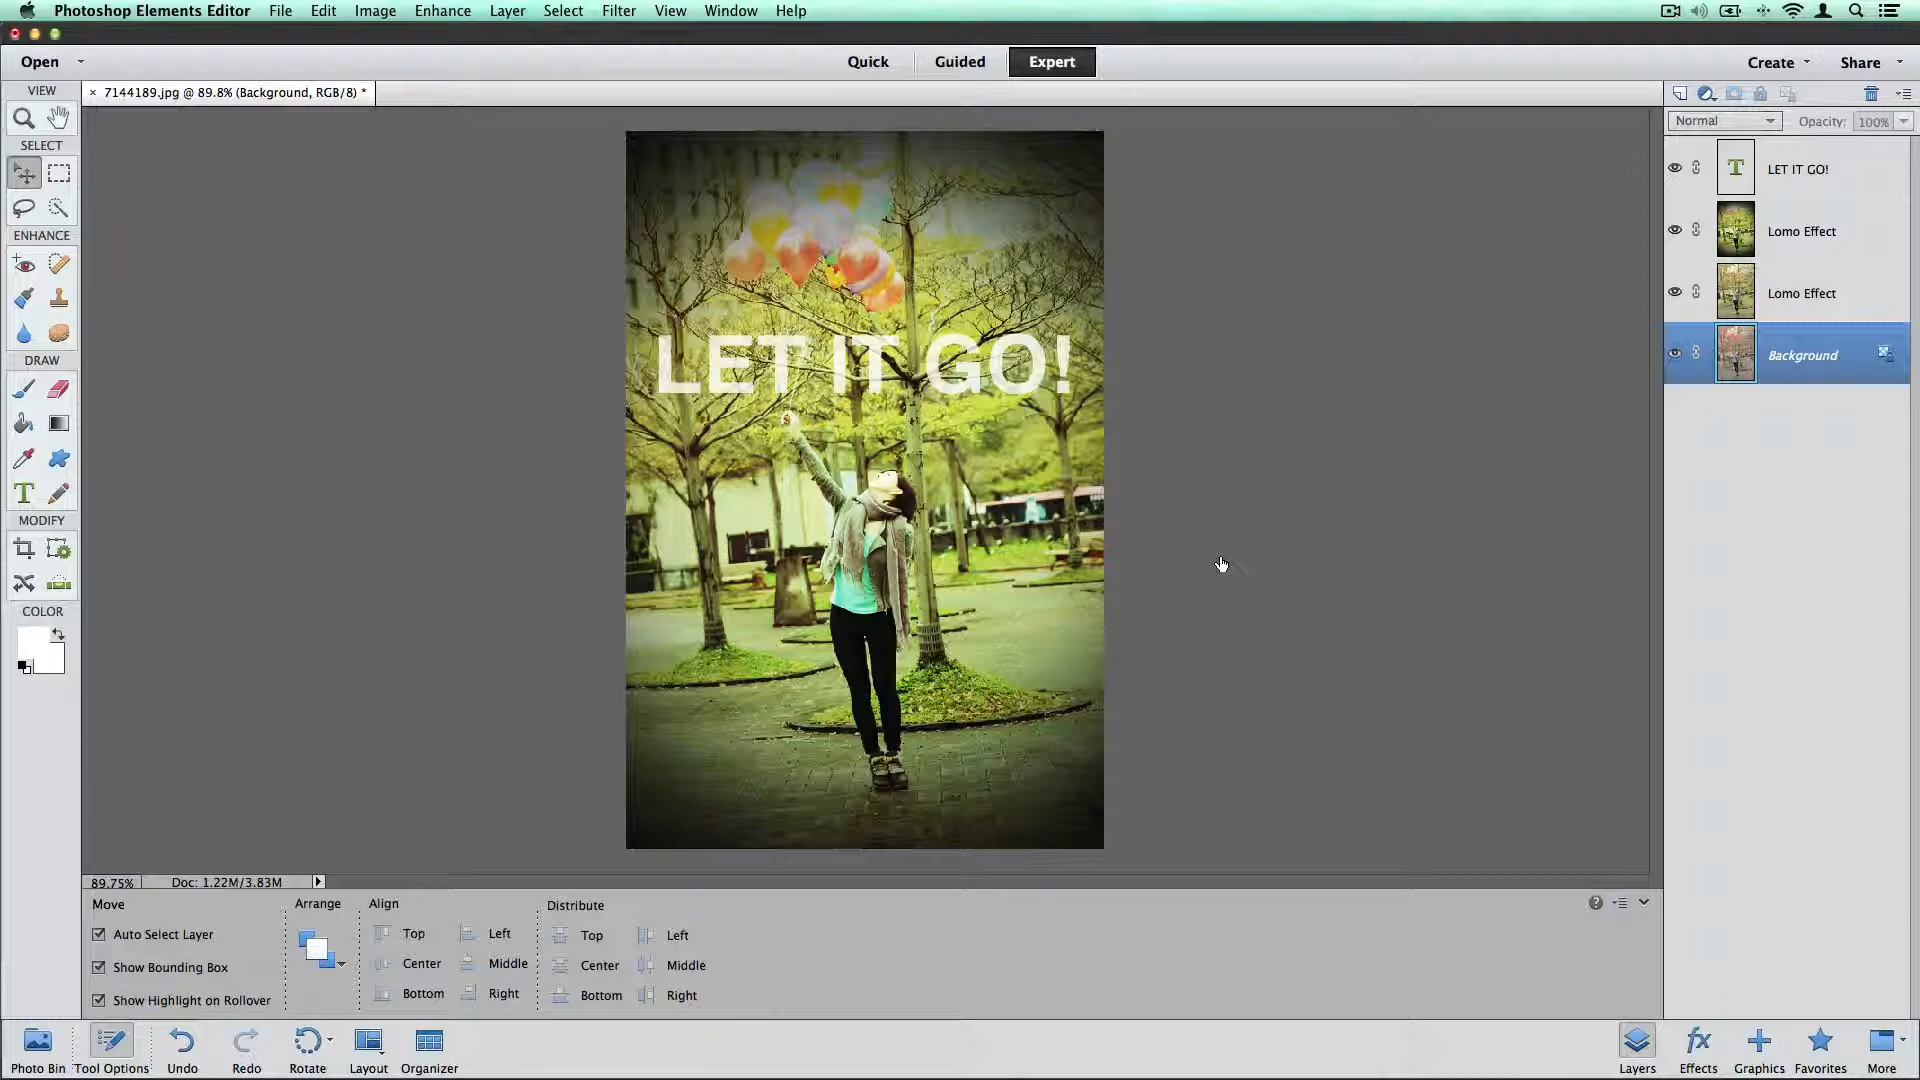 Photoshop Elements Editor File Edit Image Enhance Layer Select Filter View Window Help
Open Quick Guided Expert Create Share
VIEW
× 7144189.jpg @ 89.8% (Background, RGB/8) *
Normal Opacity: 100%
SELECT
LET IT GO!
ENHANCE
Lomo Effect
Lomo Effect
DRAW
Background
LET IT GO!
T
T
MODIFY
COLOR
89.75% Doc: 1.22M/3.83M
Move Arrange Align Distribute
Auto Select Layer Top Left Top Left
Show Bounding Box Center Middle Center Middle
Show Highlight on Rollover Bottom Right Bottom Right
Photo Bin Tool Options Undo Redo Rotate Layout Organizer Layers Effects Graphics Favorites More
fx
?